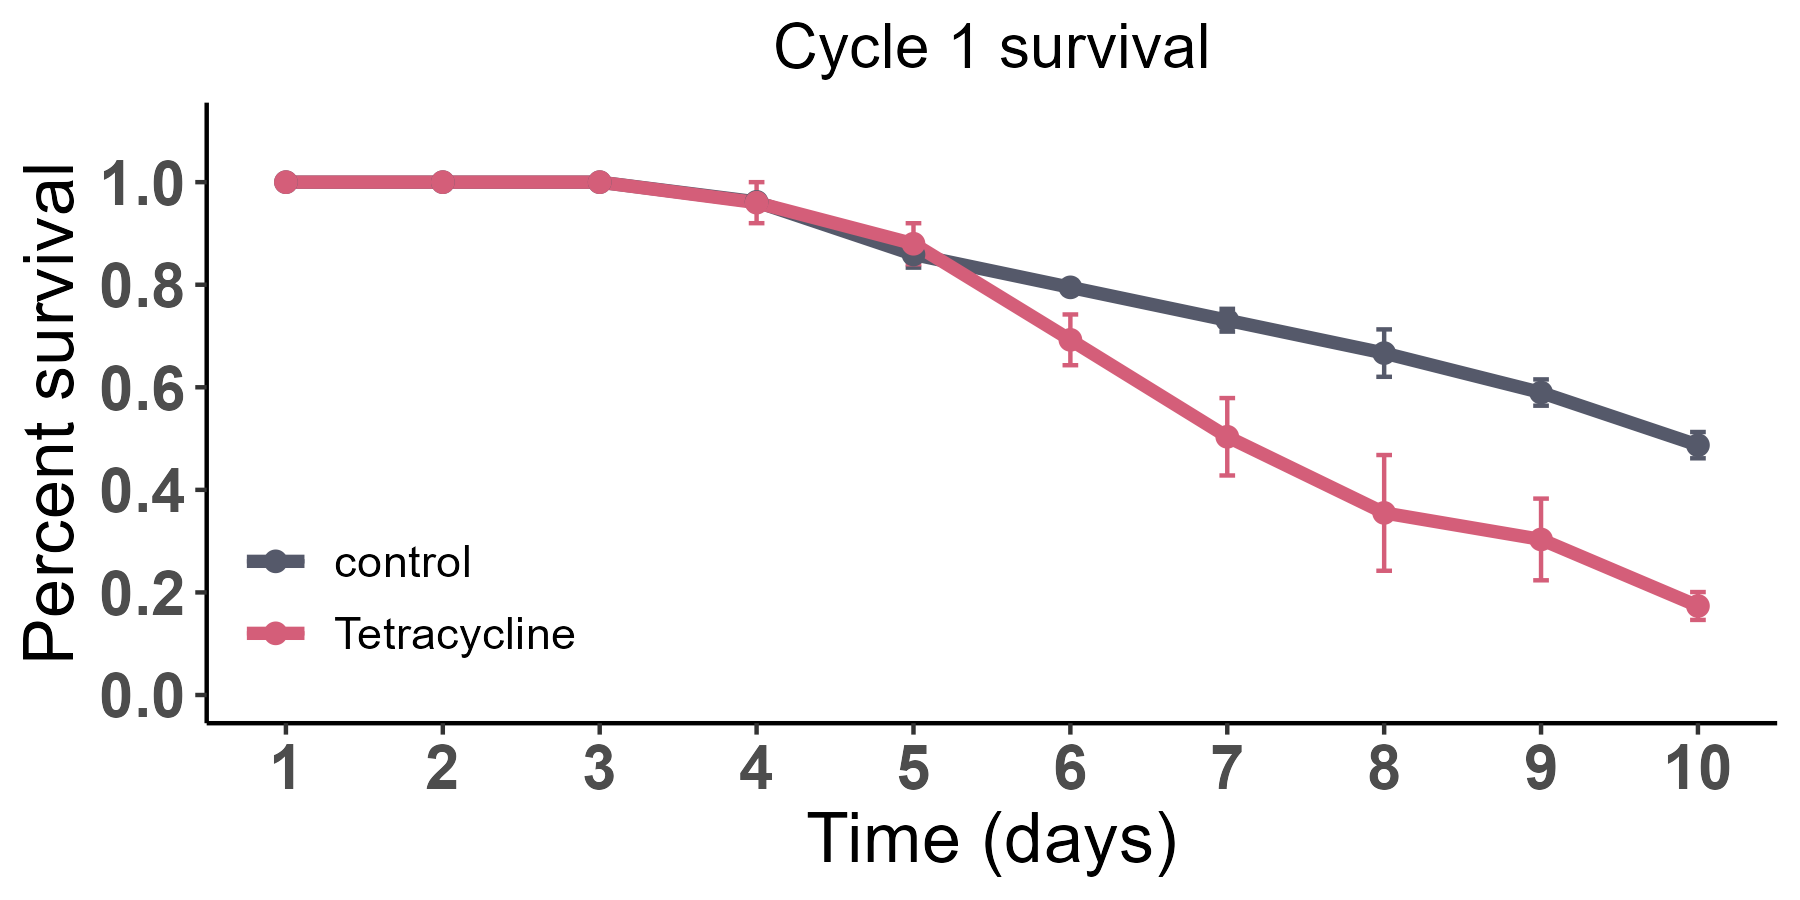 Cycle 1 survival
Percent survival
1.0
0.8
0.6
0.4
0.2
0.0
control
Tetracycline
1 2 3 4 5 6 7 8 9 10
Time (days)